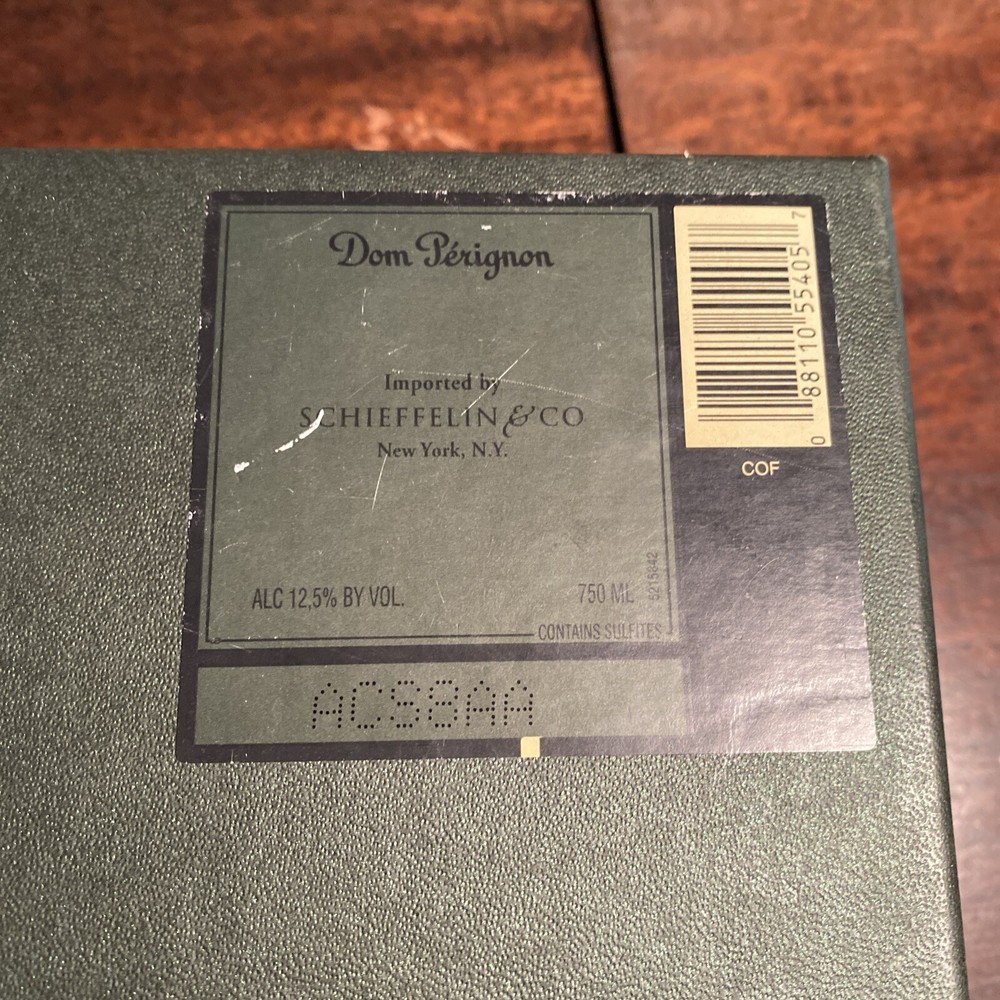 Dom Pérignon
Imported by
SCHIEFFELIN & CO
New York, N.Y.
ALC 12,5% BY VOL.
750 ML
5215842
CONTAINS SULFITES
ACS8AA
0 88110 55405 7
COF